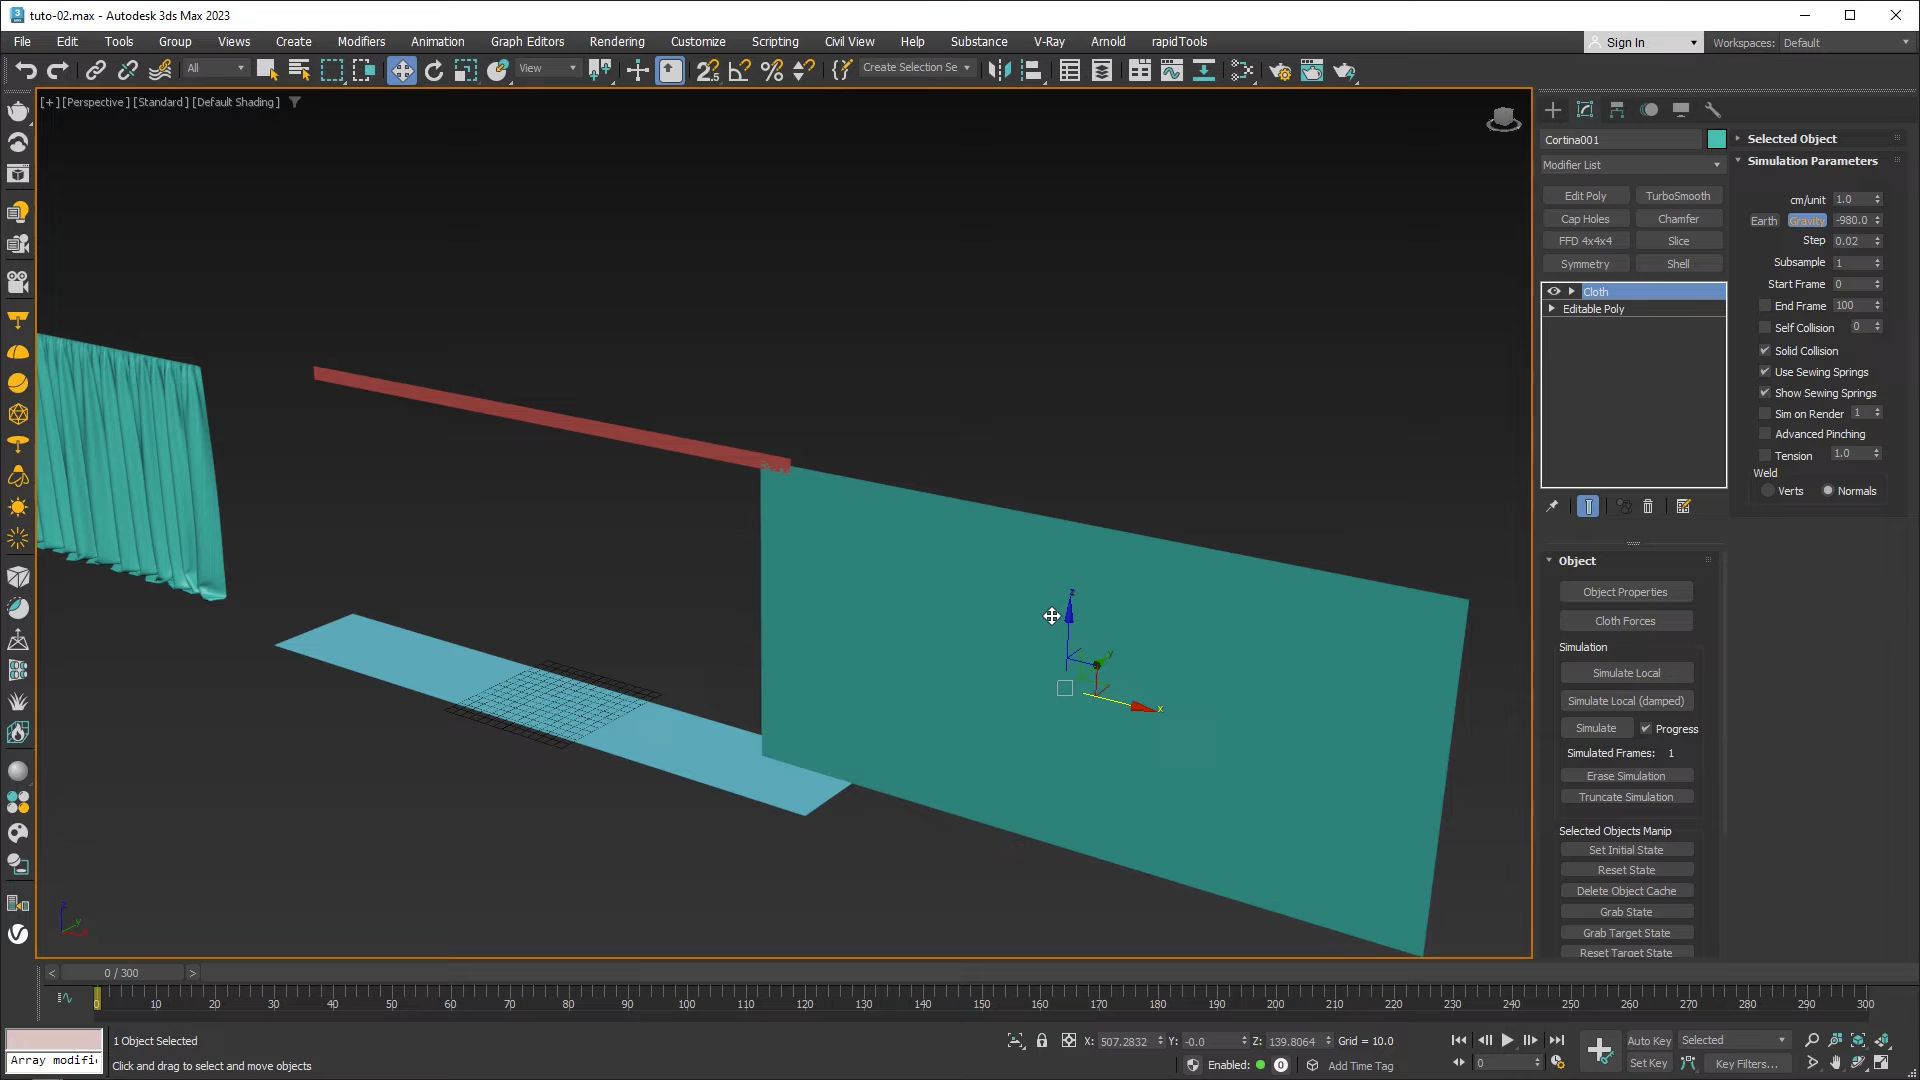 tuto-02.max - Autodesk 3ds Max 2023
File Edit Tools Group Views Create Modifiers Animation Graph Editors Rendering Customize Scripting Civil View Help Substance V-Ray Arnold rapidTools Sign In Workspaces: Default
All View Create Selection Se
[+] [Perspective] [Standard] [Default Shading]
Cortina001
Modifier List
Edit Poly TurboSmooth
Cap Holes Chamfer
FFD 4x4x4 Slice
Symmetry Shell
Cloth
Editable Poly
Selected Object
Simulation Parameters
cm/unit 1.0
Earth Gravity -980.0
Step 0.02
Subsample 1
Start Frame 0
End Frame 100
Self Collision 0
Solid Collision
Use Sewing Springs
Show Sewing Springs
Sim on Render 1
Advanced Pinching
Tension 1.0
Weld
Verts Normals
Object
Object Properties
Cloth Forces
Simulation
Simulate Local
Simulate Local (damped)
Simulate Progress
Simulated Frames: 1
Erase Simulation
Truncate Simulation
Selected Objects Manip
Set Initial State
Reset State
Delete Object Cache
Grab State
Grab Target State
Reset Target State
z
y
x
z
y
< 0 / 300 >
0 10 20 30 40 50 60 70 80 90 100 110 120 130 140 150 160 170 180 190 200 210 220 230 240 250 260 270 280 290 300
1 Object Selected
X: 507.2832 Y: -0.0 Z: 139.8064 Grid = 10.0
Auto Key Selected
Array modifi
Click and drag to select and move objects
Enabled: 0 Add Time Tag
0
Set Key Key Filters...